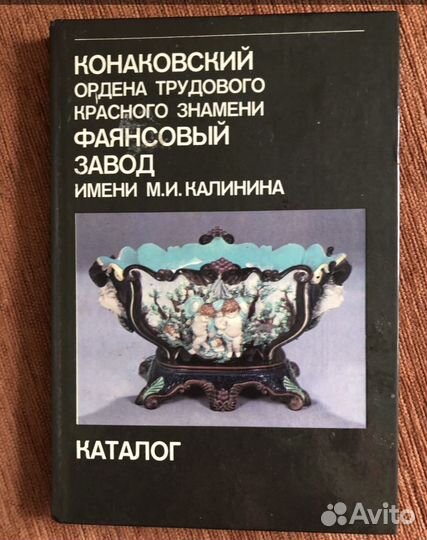 КОНАКОВСКИЙ
ОРДЕНА ТРУДОВОГО
КРАСНОГО ЗНАМЕНИ
ФАЯНСОВЫЙ
ЗАВОД
ИМЕНИ М.И.КАЛИНИНА
КАТАЛОГ
Avito